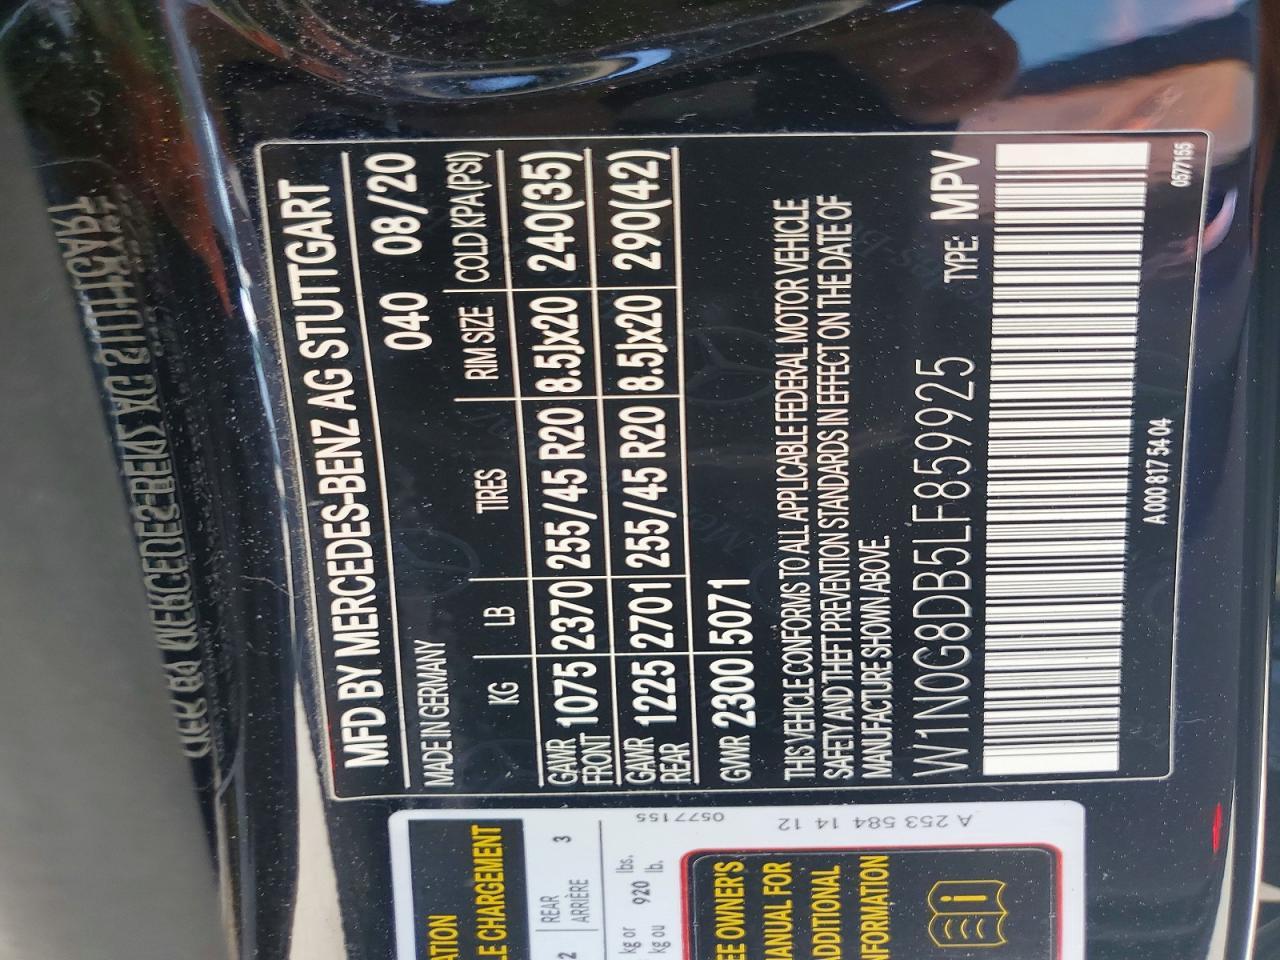 MFD BY MERCEDES-BENZ AG STUTTGART
MADE IN GERMANY 040 08/20
KG LB TIRES RIM SIZE COLD KPA(PSI)
GAWR FRONT 1075 2370 255/45 R20 8.5Jx20 240(35)
GAWR REAR 1225 2701 255/45 R20 8.5Jx20 290(42)
GVWR 2300 5071
THIS VEHICLE CONFORMS TO ALL APPLICABLE FEDERAL MOTOR VEHICLE
SAFETY AND THEFT PREVENTION STANDARDS IN EFFECT ON THE DATE OF
MANUFACTURE SHOWN ABOVE.
W1N0G8DB5LF859925 TYPE: MPV
A 000 817 54 04 0577155
LE CHARGEMENT
2 REAR 3
ARRIÈRE
kg or 920 lbs.
kg ou lb.
0577155
A 253 584 14 12
OWNER'S
MANUAL FOR
ADDITIONAL
INFORMATION